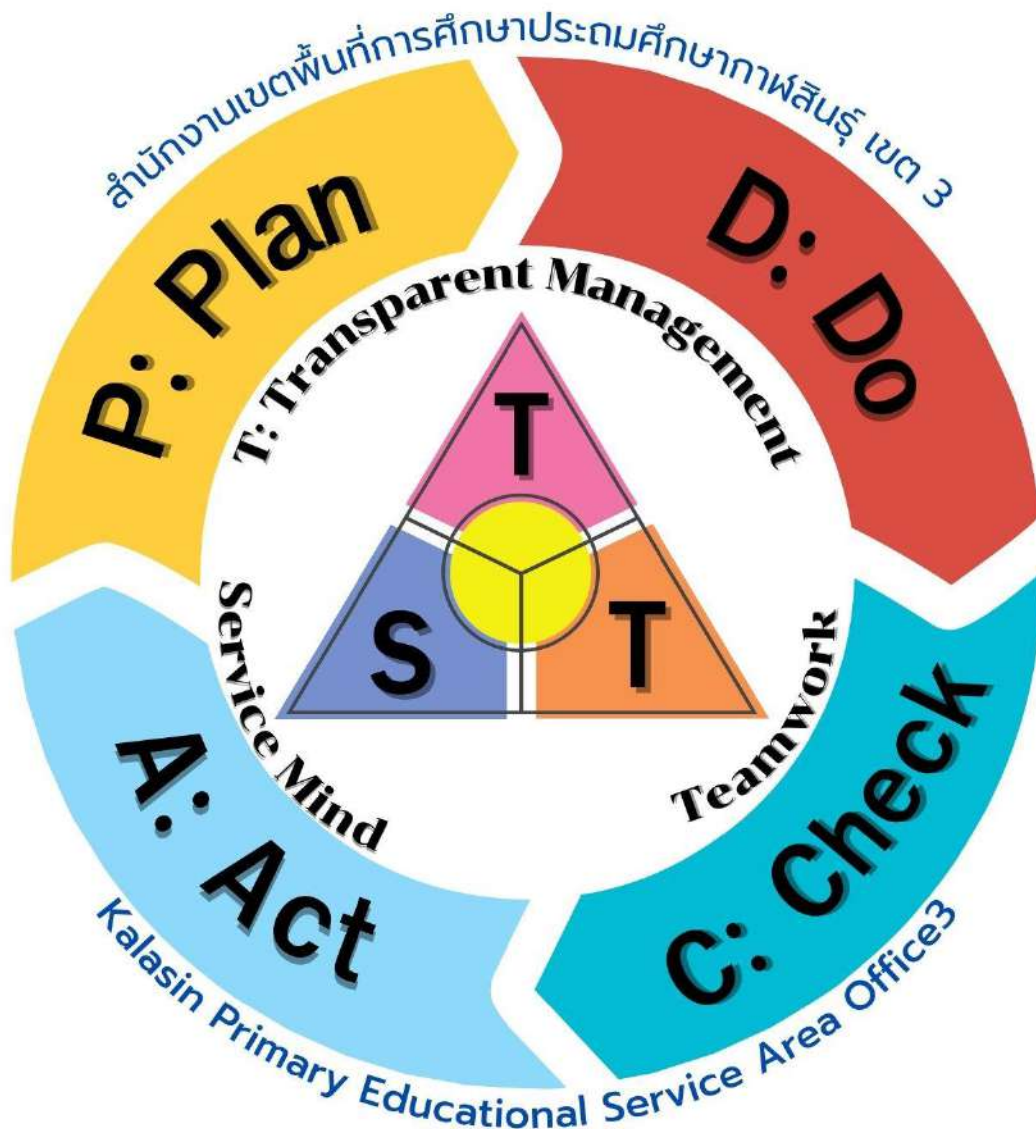 สำนักงานเขตพื้นที่การศึกษาประถมศึกษากาฬสินธุ์ เขต 3
P: Plan
D: Do
T: Transparent Management
T
S
T
Service Mind
Teamwork
A: Act
C: Check
Kalasin Primary Educational Service Area Office3